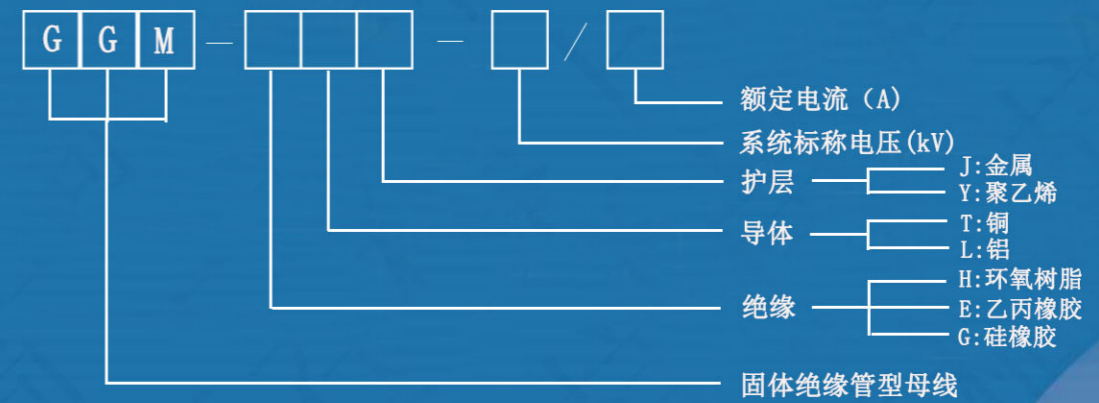 GGM— — /
额定电流（A)
系统标称电压(kV)
护层
J:金属
Y:聚乙烯
导体
T:铜
L:铝
绝缘
H:环氧树脂
E:乙丙橡胶
G:硅橡胶
固体绝缘管型母线